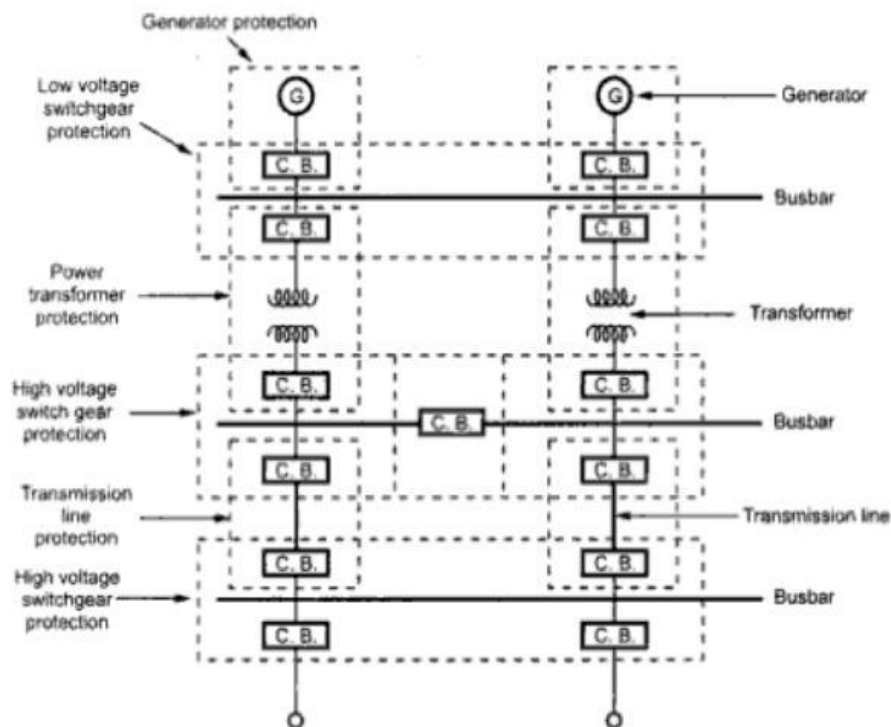 Generator protection
Low voltage
switchgear
protection
G
G
Generator
C. B.
C. B.
Busbar
C. B.
C. B.
Power
transformer
protection
Transformer
High voltage
switch gear
protection
C. B.
C. B.
C. B.
Busbar
C. B.
C. B.
Transmission
line
protection
Transmission line
High voltage
switchgear
protection
C. B.
C. B.
Busbar
C. B.
C. B.